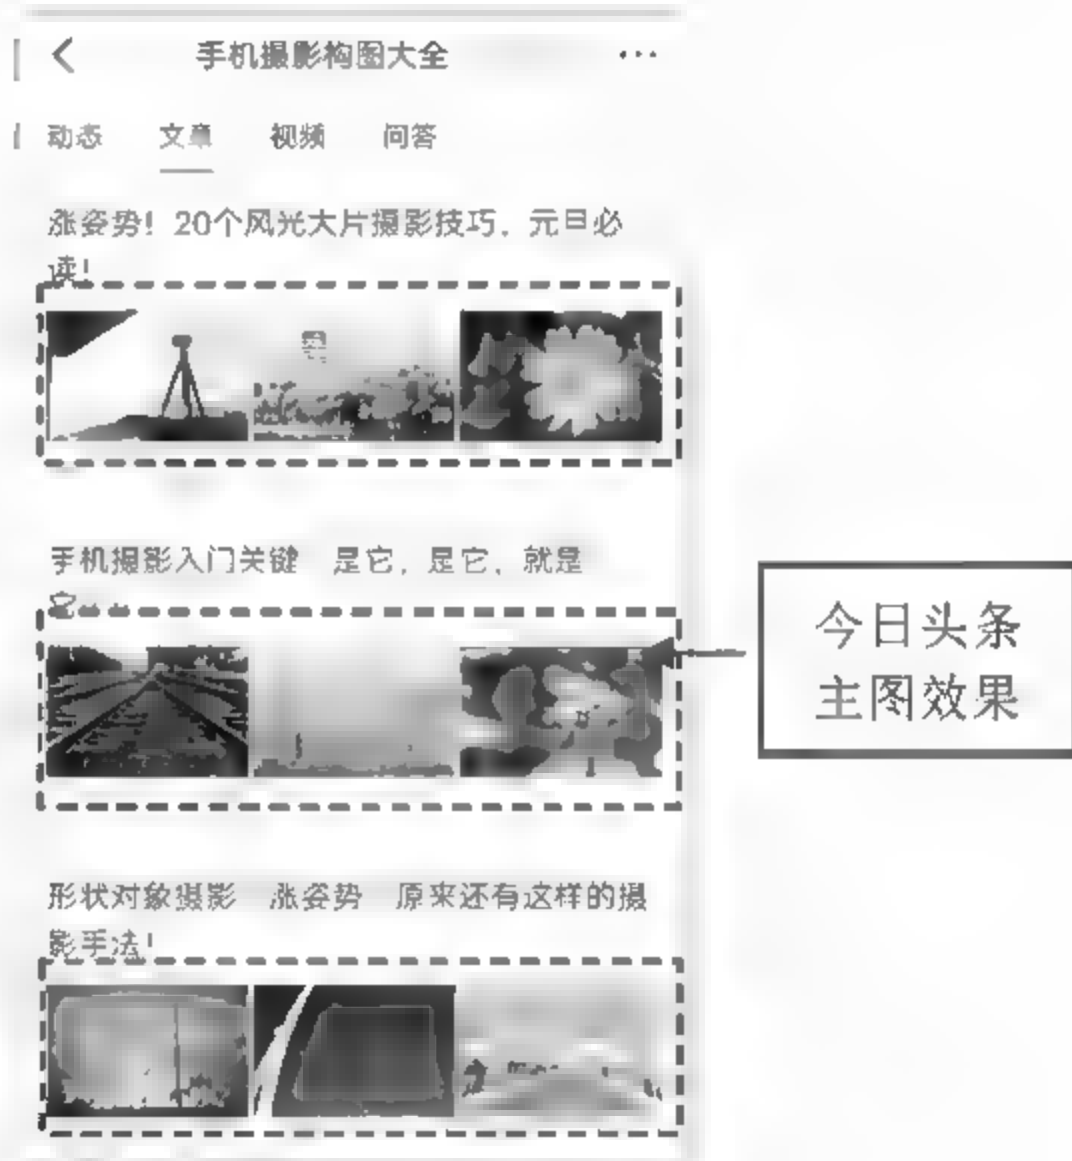 手机摄影构图大全
动态 文章 视频 问答
涨姿势！20个风光大片摄影技巧，元旦必
读！
手机摄影入门关键 是它，是它，就是
它……
今日头条
主图效果
形状对象摄影 涨姿势 原来还有这样的摄
影手法！